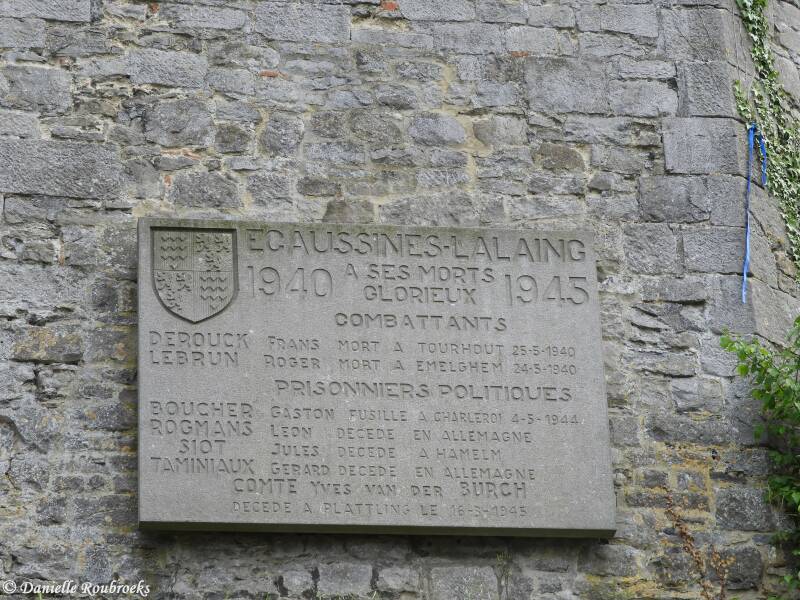 ECAUSSINES-LALAING
1940 A SES MORTS 1945
GLORIEUX
COMBATTANTS
DEROUCK FRANS MORT A TOURHOUT 25-5-1940
LEBRUN ROGER MORT A EMELGHEM 24-5-1940
PRISONNIERS POLITIQUES
BOUCHER GASTON FUSILLE A CHARLEROI 4-5-1944
ROGMANS LEON DECEDE EN ALLEMAGNE
SIOT JULES DECEDE A HAMELM
TAMINIAUX GERARD DECEDE EN ALLEMAGNE
COMTE YVES VAN DER BURCH
DECEDE A PLATTLING LE 16-3-1945
© Danielle Roubroeks